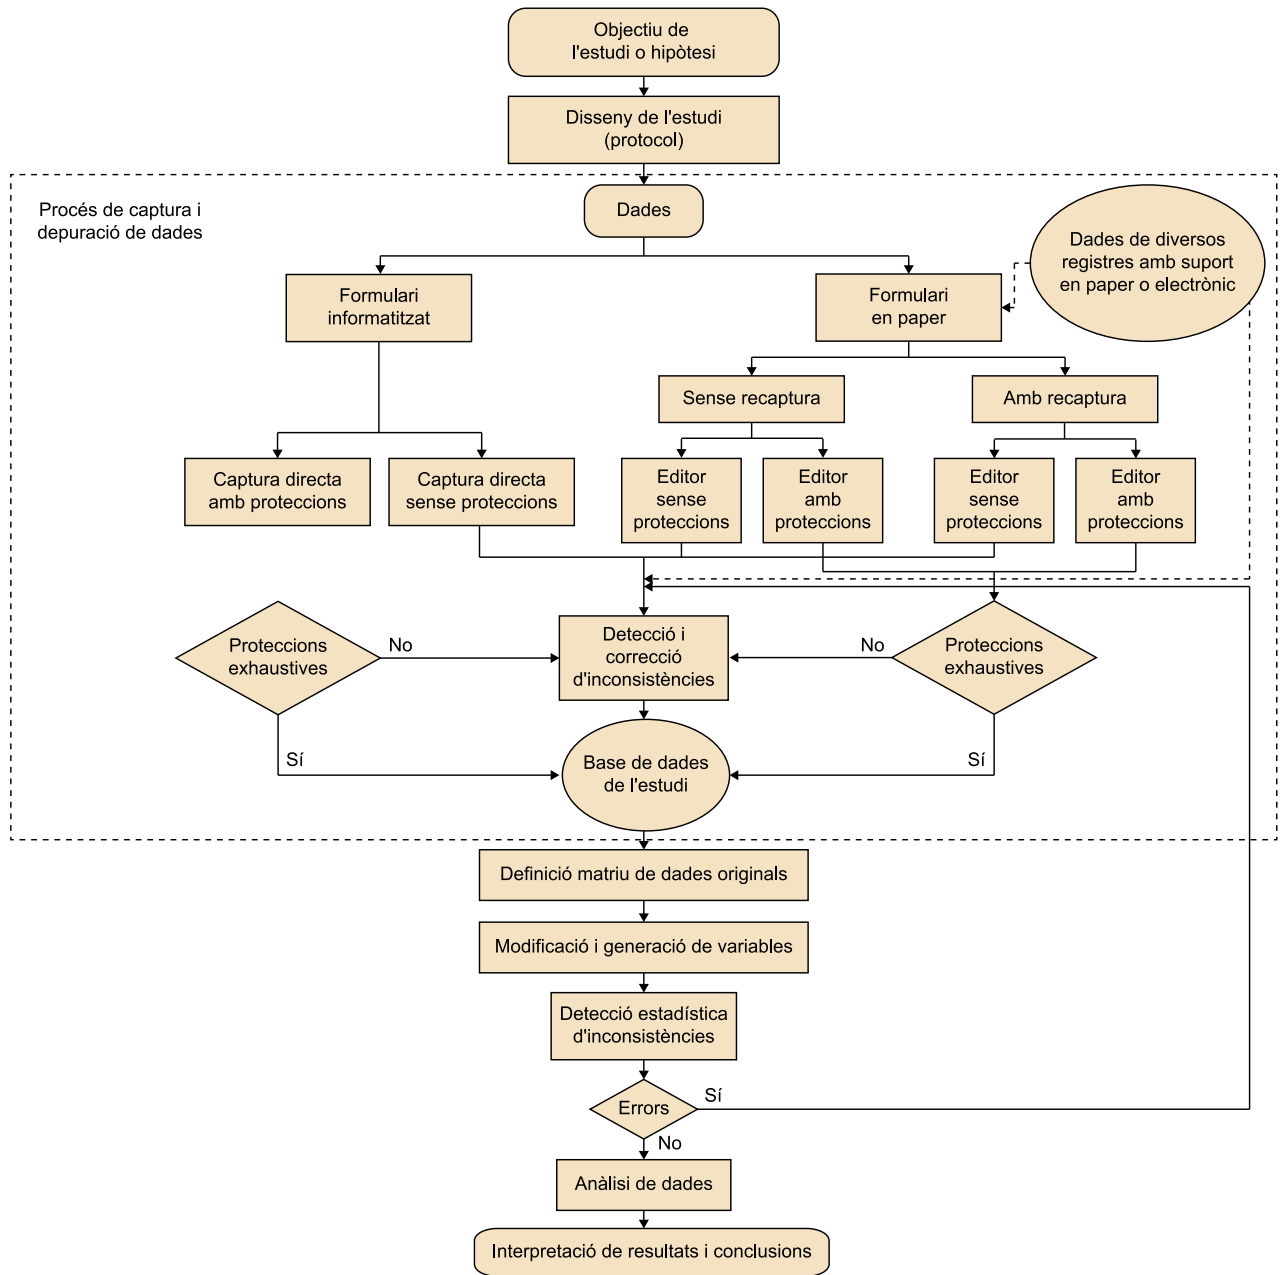 Objectiu de
l'estudi o hipòtesi
Disseny de l'estudi
(protocol)
Procés de captura i
depuració de dades
Dades
Dades de diversos
registres amb suport
en paper o electrònic
Formulari
informatitzat
Formulari
en paper
Sense recaptura
Amb recaptura
Captura directa
amb proteccions
Captura directa
sense proteccions
Editor
sense
proteccions
Editor
amb
proteccions
Editor
sense
proteccions
Editor
amb
proteccions
Proteccions
exhaustives
No
Detecció i
correcció
d'inconsistències
No
Proteccions
exhaustives
Sí
Base de dades
de l'estudi
Sí
Definició matriu de dades originals
Modificació i generació de variables
Detecció estadística
d'inconsistències
Errors
Sí
No
Anàlisi de dades
Interpretació de resultats i conclusions